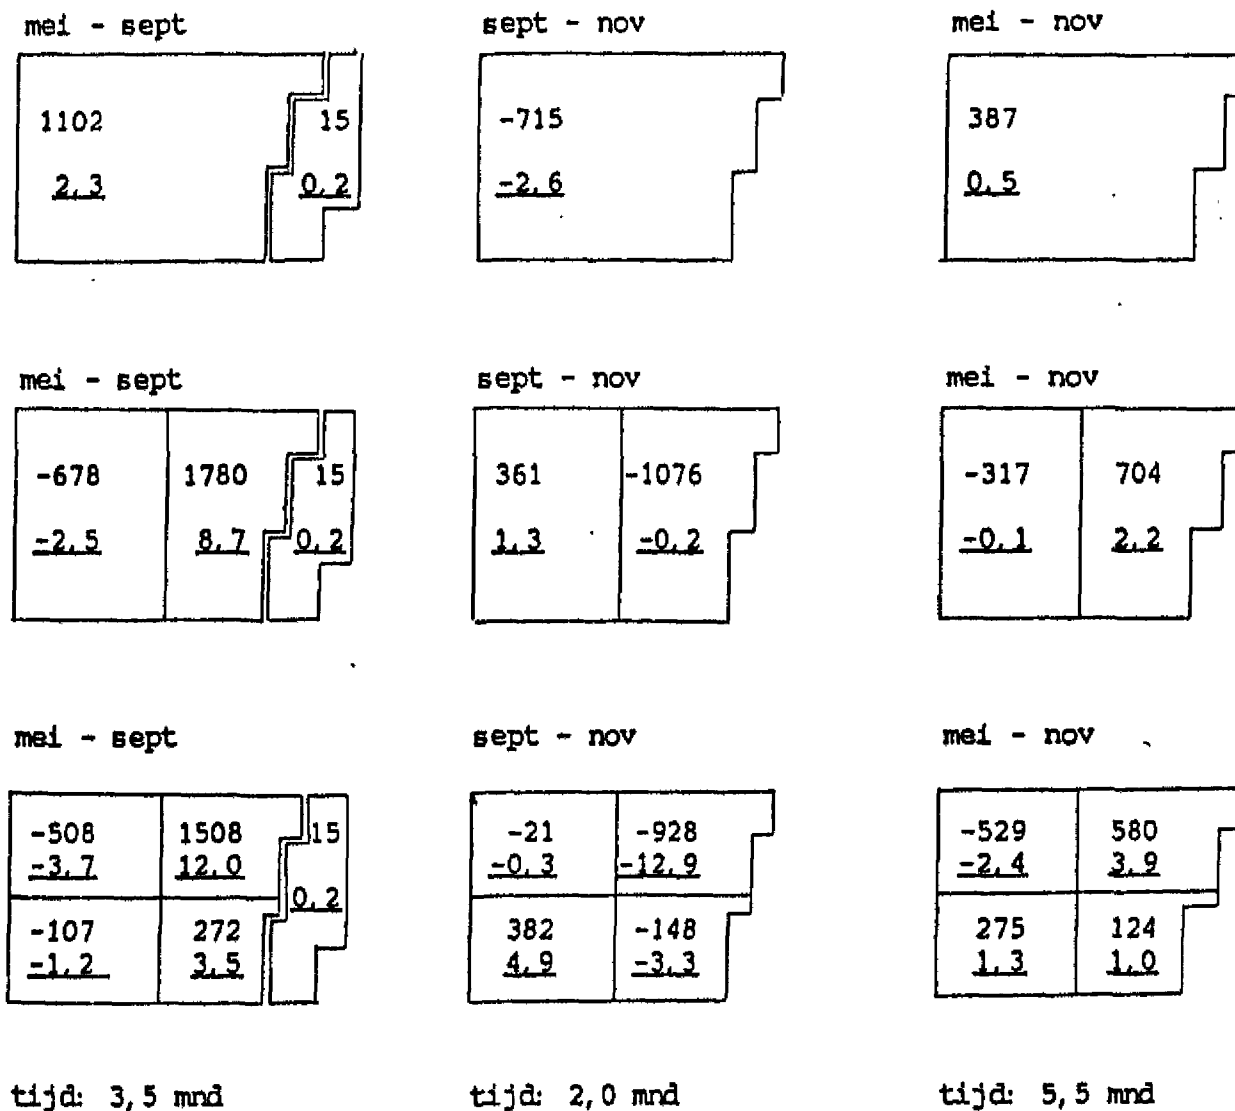 mei - sept sept - nov mei - nov
1102 15 -715 387
2,3 0,2 -2,6 0,5
mei - sept sept - nov mei - nov
-678 1780 15 361 -1076 -317 704
-2,5 8,7 0,2 1,3 -0,2 -0,1 2,2
mei - sept sept - nov mei - nov
-508 1508 15 -21 -928 -529 580
-3,7 12,0 -0,3 -12,9 -2,4 3,9
0,2
-107 272 382 -148 275 124
-1,2 3,5 4,9 -3,3 1,3 1,0
tijd: 3,5 mnd tijd: 2,0 mnd tijd: 5,5 mnd